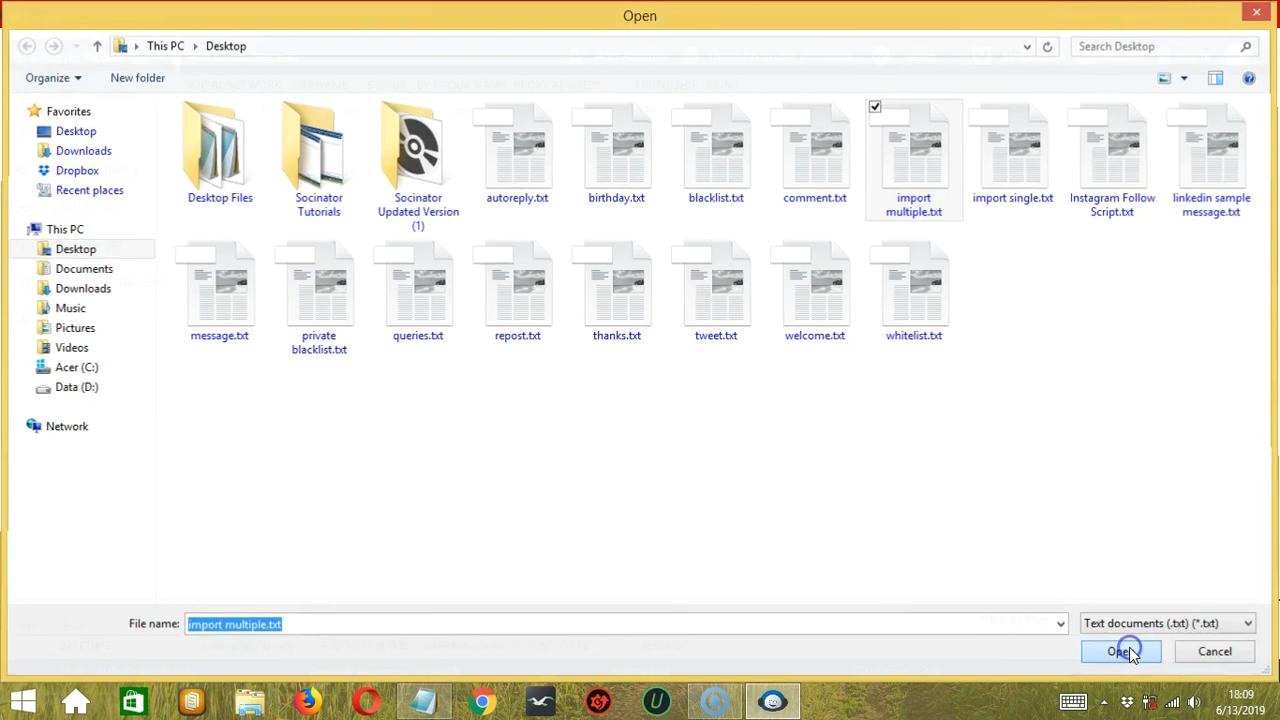 Open
This PC
Desktop
Search Desktop
Organize
New folder
Favorites
Desktop
Downloads
Dropbox
Recent places
This PC
Desktop
Documents
Downloads
Music
Pictures
Videos
Acer (C:)
Data (D:)
Network
Desktop Files
Socinator
Tutorials
Socinator
Updated Version
(1)
autoreply.txt
birthday.txt
blacklist.txt
comment.txt
import
multiple.txt
import single.txt
Instagram Follow
Script.txt
linkedin sample
message.txt
message.txt
private
blacklist.txt
queries.txt
repost.txt
thanks.txt
tweet.txt
welcome.txt
whitelist.txt
File name:
import multiple.txt
Text documents (.txt) (*.txt)
Open
Cancel
18:09
6/13/2019